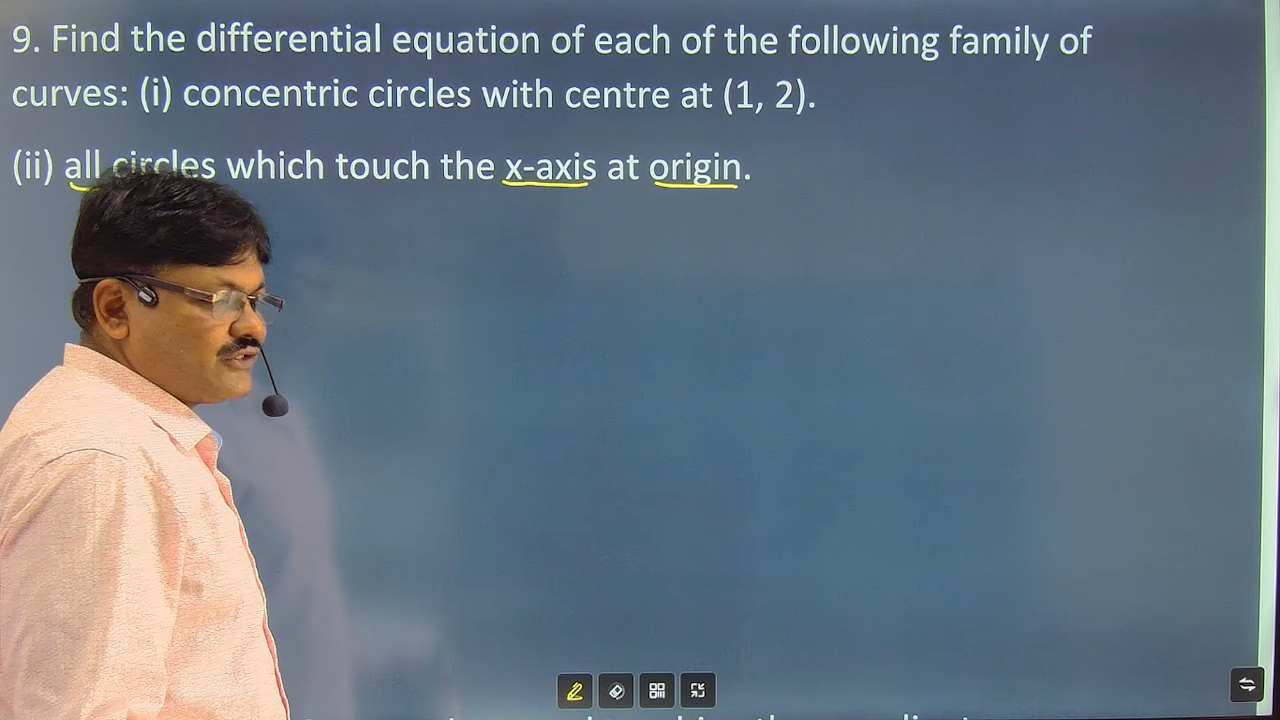 9. Find the differential equation of each of the following family of
curves: (i) concentric circles with centre at (1, 2).
(ii) all circles which touch the x-axis at origin.